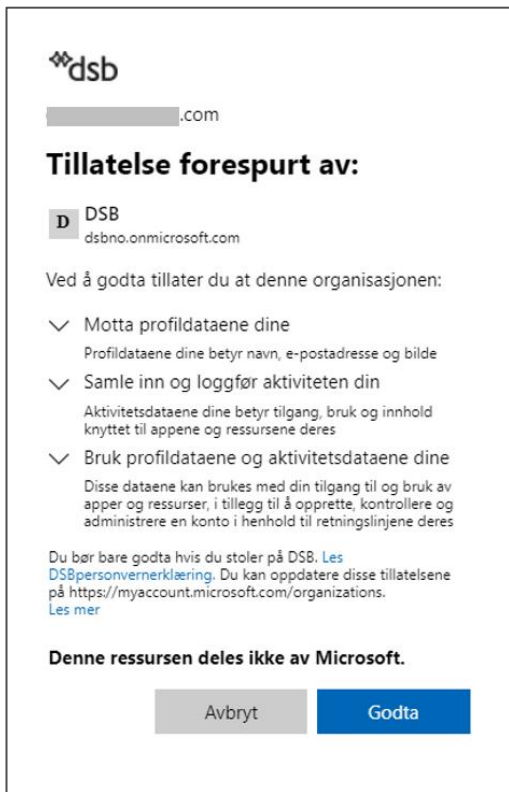 dsb
.com
Tillatelse forespurt av:
D
DSB
dsbno.onmicrosoft.com
Ved å godta tillater du at denne organisasjonen:
Motta profildataene dine
Profildataene dine betyr navn, e-postadresse og bilde
Samle inn og loggfør aktiviteten din
Aktivitetsdataene dine betyr tilgang, bruk og innhold
knyttet til appene og ressursene deres
Bruk profildataene og aktivitetsdataene dine
Disse dataene kan brukes med din tilgang til og bruk av
apper og ressurser, i tillegg til å opprette, kontrollere og
administrere en konto i henhold til retningslinjene deres
Du bør bare godta hvis du stoler på DSB. Les
DSBpersonvernerklæring. Du kan oppdatere disse tillatelsene
på https://myaccount.microsoft.com/organizations.
Les mer
Denne ressursen deles ikke av Microsoft.
Avbryt
Godta